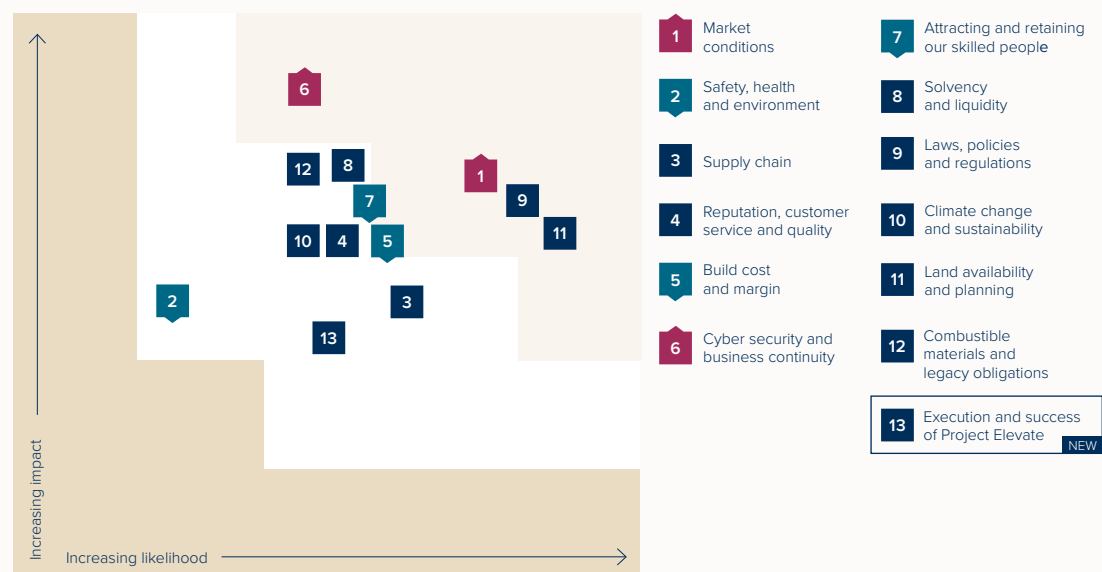 6
12
8
1
7
9
11
10
4
5
2
3
13
Increasing impact
Increasing likelihood
1
Market
conditions
2
Safety, health
and environment
3
Supply chain
4
Reputation, customer
service and quality
5
Build cost
and margin
6
Cyber security and
business continuity
7
Attracting and retaining
our skilled people
8
Solvency
and liquidity
9
Laws, policies
and regulations
10
Climate change
and sustainability
11
Land availability
and planning
12
Combustible
materials and
legacy obligations
13
Execution and success
of Project Elevate
NEW